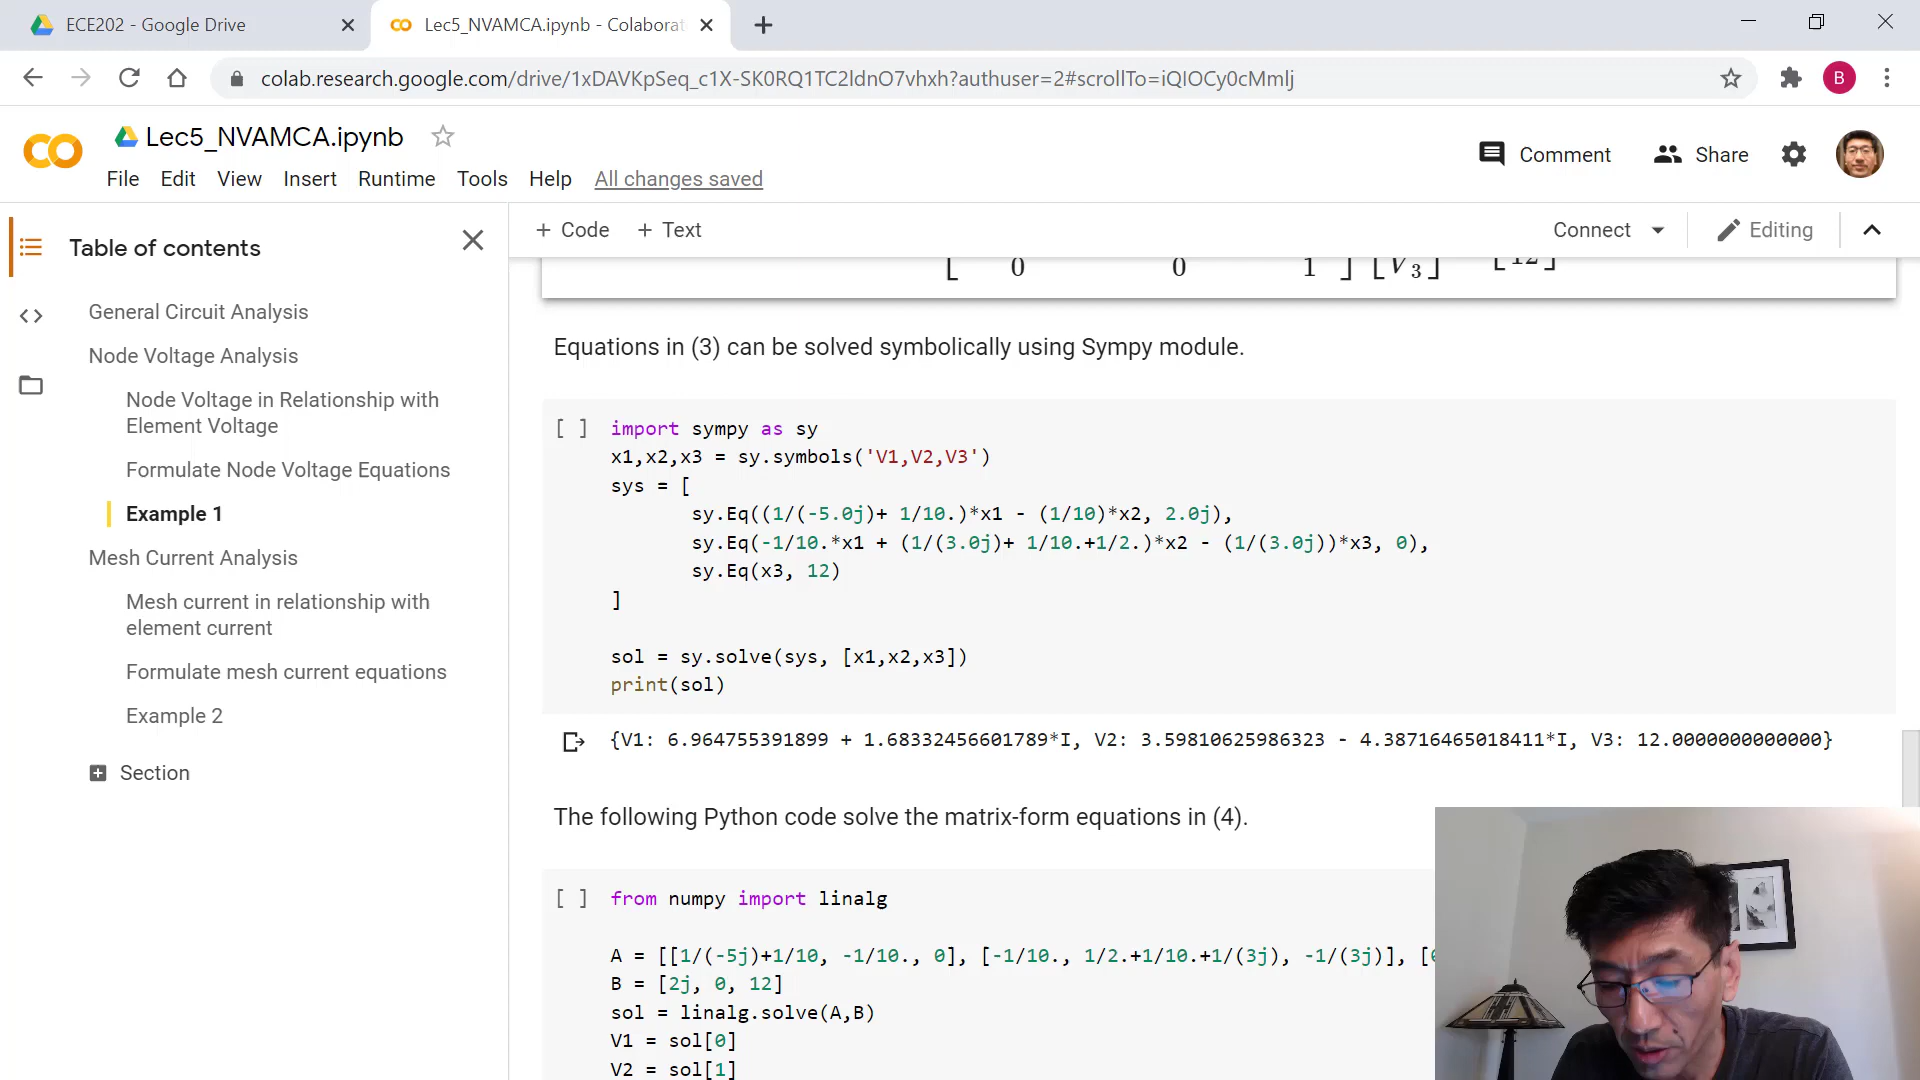 ECE202 - Google Drive
Lec5_NVAMCA.ipynb - Colaborat
colab.research.google.com/drive/1xDAVKpSeq_c1X-SK0RQ1TC2ldnO7vhxh?authuser=2#scrollTo=iQIOCy0cMmlj
B
CO
Lec5_NVAMCA.ipynb
Comment
Share
File Edit View Insert Runtime Tools Help All changes saved
Table of contents
+ Code + Text
Connect
Editing
General Circuit Analysis
Node Voltage Analysis
Node Voltage in Relationship with
Element Voltage
Formulate Node Voltage Equations
Example 1
Mesh Current Analysis
Mesh current in relationship with
element current
Formulate mesh current equations
Example 2
Section
[ 0 0 1 ] [V3] [12]
Equations in (3) can be solved symbolically using Sympy module.
[ ] import sympy as sy
x1,x2,x3 = sy.symbols('V1,V2,V3')
sys = [
sy.Eq((1/(-5.0j)+ 1/10.)*x1 - (1/10)*x2, 2.0j),
sy.Eq(-1/10.*x1 + (1/(3.0j)+ 1/10.+1/2.)*x2 - (1/(3.0j))*x3, 0),
sy.Eq(x3, 12)
]
sol = sy.solve(sys, [x1,x2,x3])
print(sol)
{V1: 6.964755391899 + 1.68332456601789*I, V2: 3.59810625986323 - 4.38716465018411*I, V3: 12.0000000000000}
The following Python code solve the matrix-form equations in (4).
[ ] from numpy import linalg
A = [[1/(-5j)+1/10, -1/10., 0], [-1/10., 1/2.+1/10.+1/(3j), -1/(3j)], [
B = [2j, 0, 12]
sol = linalg.solve(A,B)
V1 = sol[0]
V2 = sol[1]